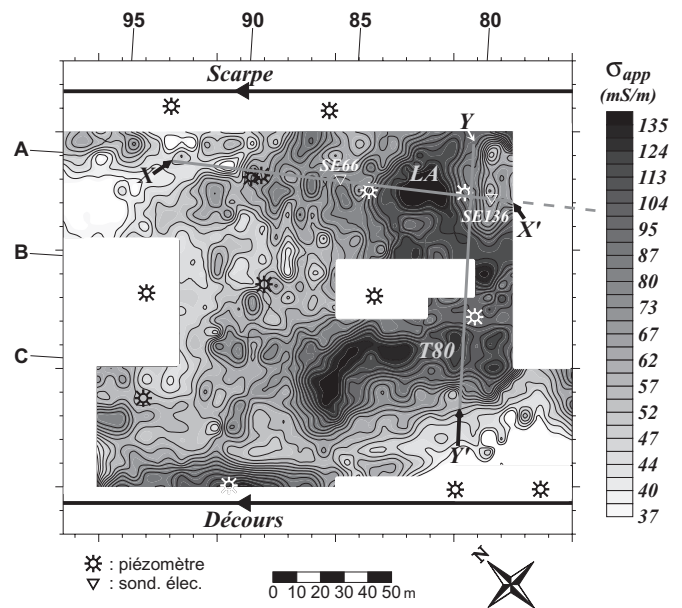 95 90 85 80
Scarpe
σapp
(mS/m)
A
B
C
X
Y
SE66
LA
SE136
X'
T80
Y'
135
124
113
104
95
87
80
73
67
62
57
52
47
44
40
37
Décours
: piézomètre
: sond. élec.
0 10 20 30 40 50 m
N